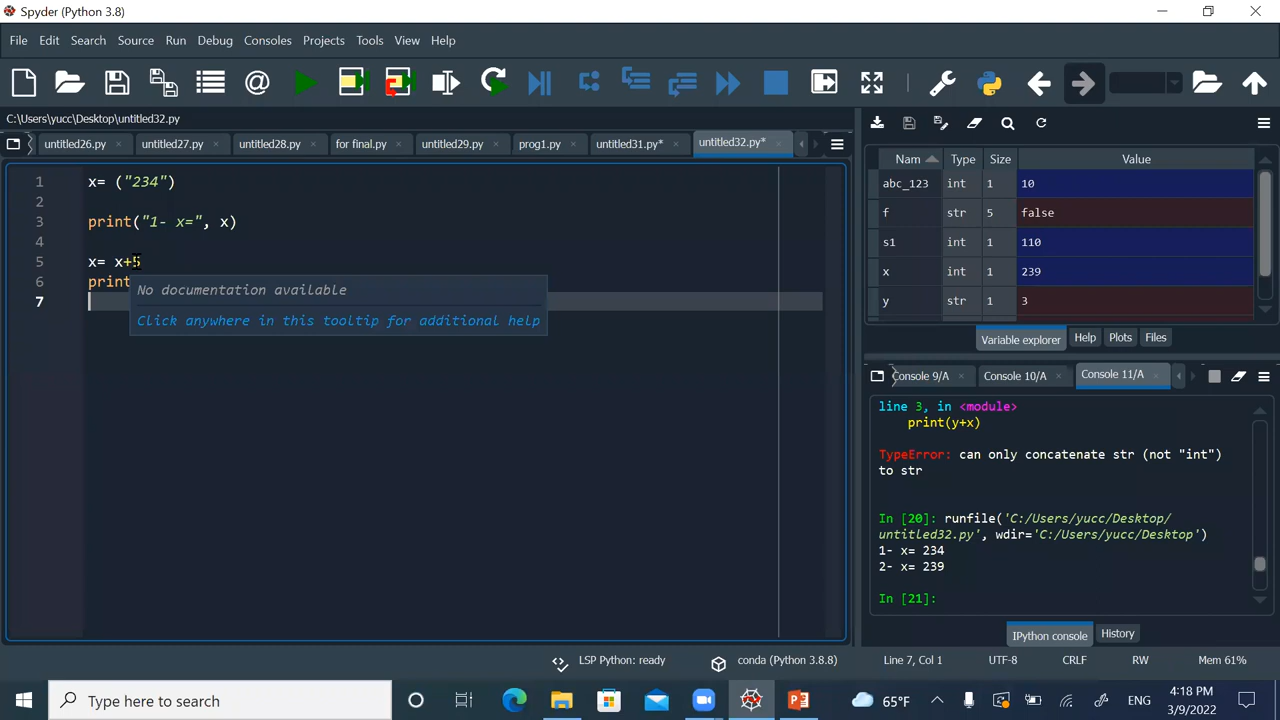 Spyder (Python 3.8)
File Edit Search Source Run Debug Consoles Projects Tools View Help
C:\Users\yucc\Desktop\untitled32.py
untitled26.py untitled27.py untitled28.py for final.py untitled29.py prog1.py untitled31.py* untitled32.py*
1 x= ("234")
2
3 print("1- x=", x)
4
5 x= x+5
6 print
7
No documentation available
Click anywhere in this tooltip for additional help
Nam Type Size Value
abc_123 int 1 10
f str 5 false
s1 int 1 110
x int 1 239
y str 1 3
Variable explorer Help Plots Files
Console 9/A Console 10/A Console 11/A
line 3, in <module>
print(y+x)
TypeError: can only concatenate str (not "int")
to str
In [20]: runfile('C:/Users/yucc/Desktop/
untitled32.py', wdir='C:/Users/yucc/Desktop')
1- x= 234
2- x= 239
In [21]:
IPython console History
LSP Python: ready conda (Python 3.8.8) Line 7, Col 1 UTF-8 CRLF RW Mem 61%
Type here to search 65°F ENG 4:18 PM
3/9/2022